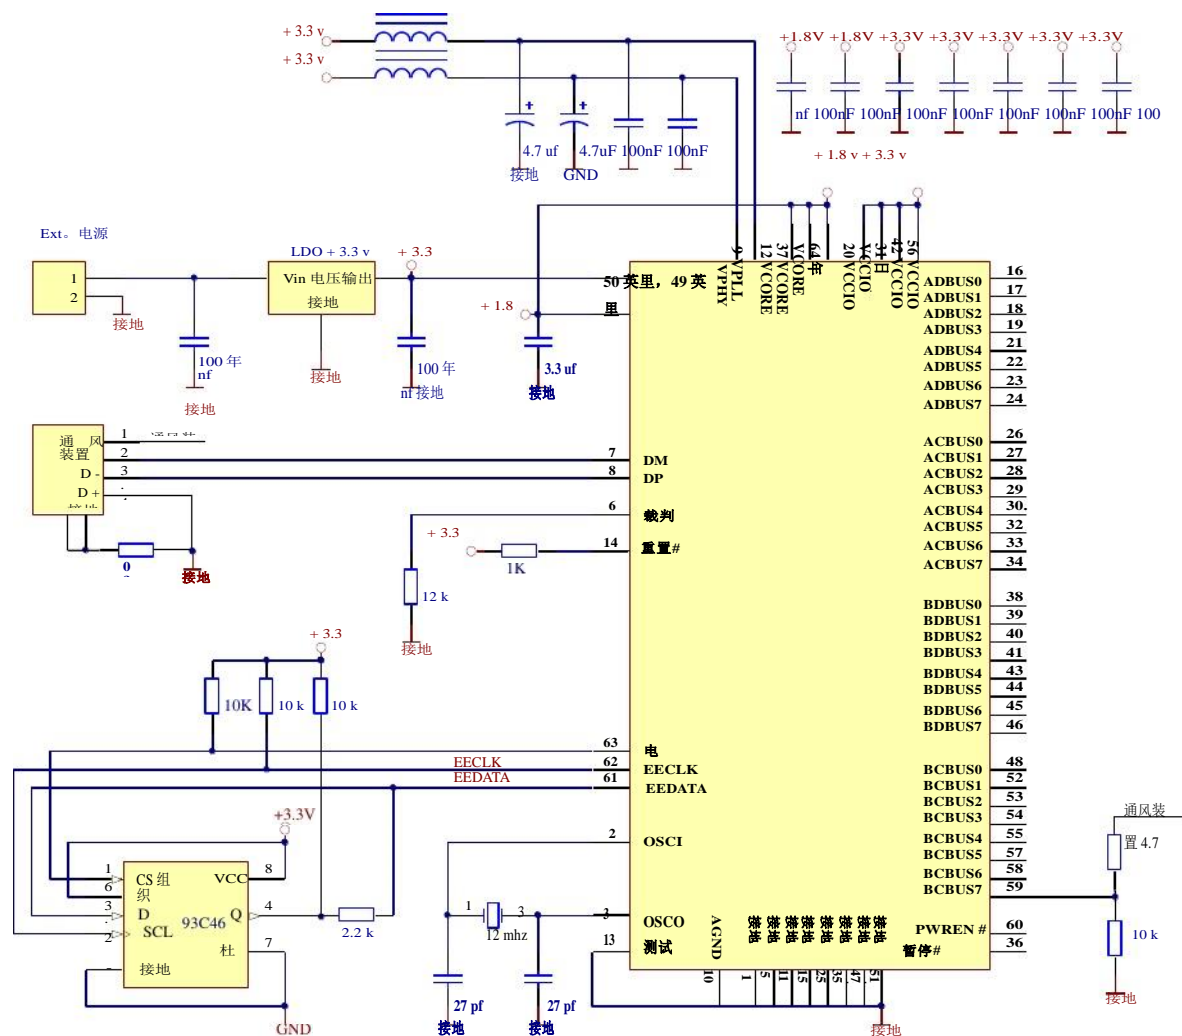 + 3.3 v
+ 3.3 v
+1.8V +1.8V +3.3V +3.3V +3.3V +3.3V +3.3V
nf 100nF 100nF 100nF 100nF 100nF 100nF 100
+ 1.8 v + 3.3 v
4.7 uf
4.7uF 100nF 100nF
接地
GND
Ext。电源
1
2
接地
LDO + 3.3 v
Vin 电压输出
接地
+ 3.3
100 年
nf
接地
接地
100 年
nf 接地
+ 1.8
3.3 uf
接地
50 英里，49 英
里
9 VPLL
VPHY
12 VCORE
37 VCORE
VCORE
64 年
20 VCCIO
VCCIO
31 日
42 VCCIO
56 VCCIO
ADBUS0 16
ADBUS1 17
ADBUS2 18
ADBUS3 19
ADBUS4 21
ADBUS5 22
ADBUS6 23
ADBUS7 24
ACBUS0 26
ACBUS1 27
ACBUS2 28
ACBUS3 29
ACBUS4 30.
ACBUS5 32
ACBUS6 33
ACBUS7 34
BDBUS0 38
BDBUS1 39
BDBUS2 40
BDBUS3 41
BDBUS4 43
BDBUS5 44
BDBUS6 45
BDBUS7 46
BCBUS0 48
BCBUS1 52
BCBUS2 53
BCBUS3 54
BCBUS4 55
BCBUS5 57
BCBUS6 58
BCBUS7 59
PWREN # 60
暂停# 36
通风装
置 4.7
10 k
接地
通 风
装置
D -
D +
1
2
3
0
接地
7 DM
8 DP
6 裁判
14 重置#
+ 3.3
1K
12 k
接地
+ 3.3
10K
10 k
10 k
63 电
62 EECLK
61 EEDATA
EECLK
EEDATA
2 OSCI
3 OSCO
13 测试
+3.3V
1 CS 组
6 织
3 D
2 SCL
接地
93C46
VCC 8
Q 4
杜 7
2.2 k
GND
1
3
12 mhz
27 pf
接地
27 pf
接地
AGND
接地
接地
接地
接地
接地
接地
接地
接地
10
1
5
11
15
25
35
47
51
接地